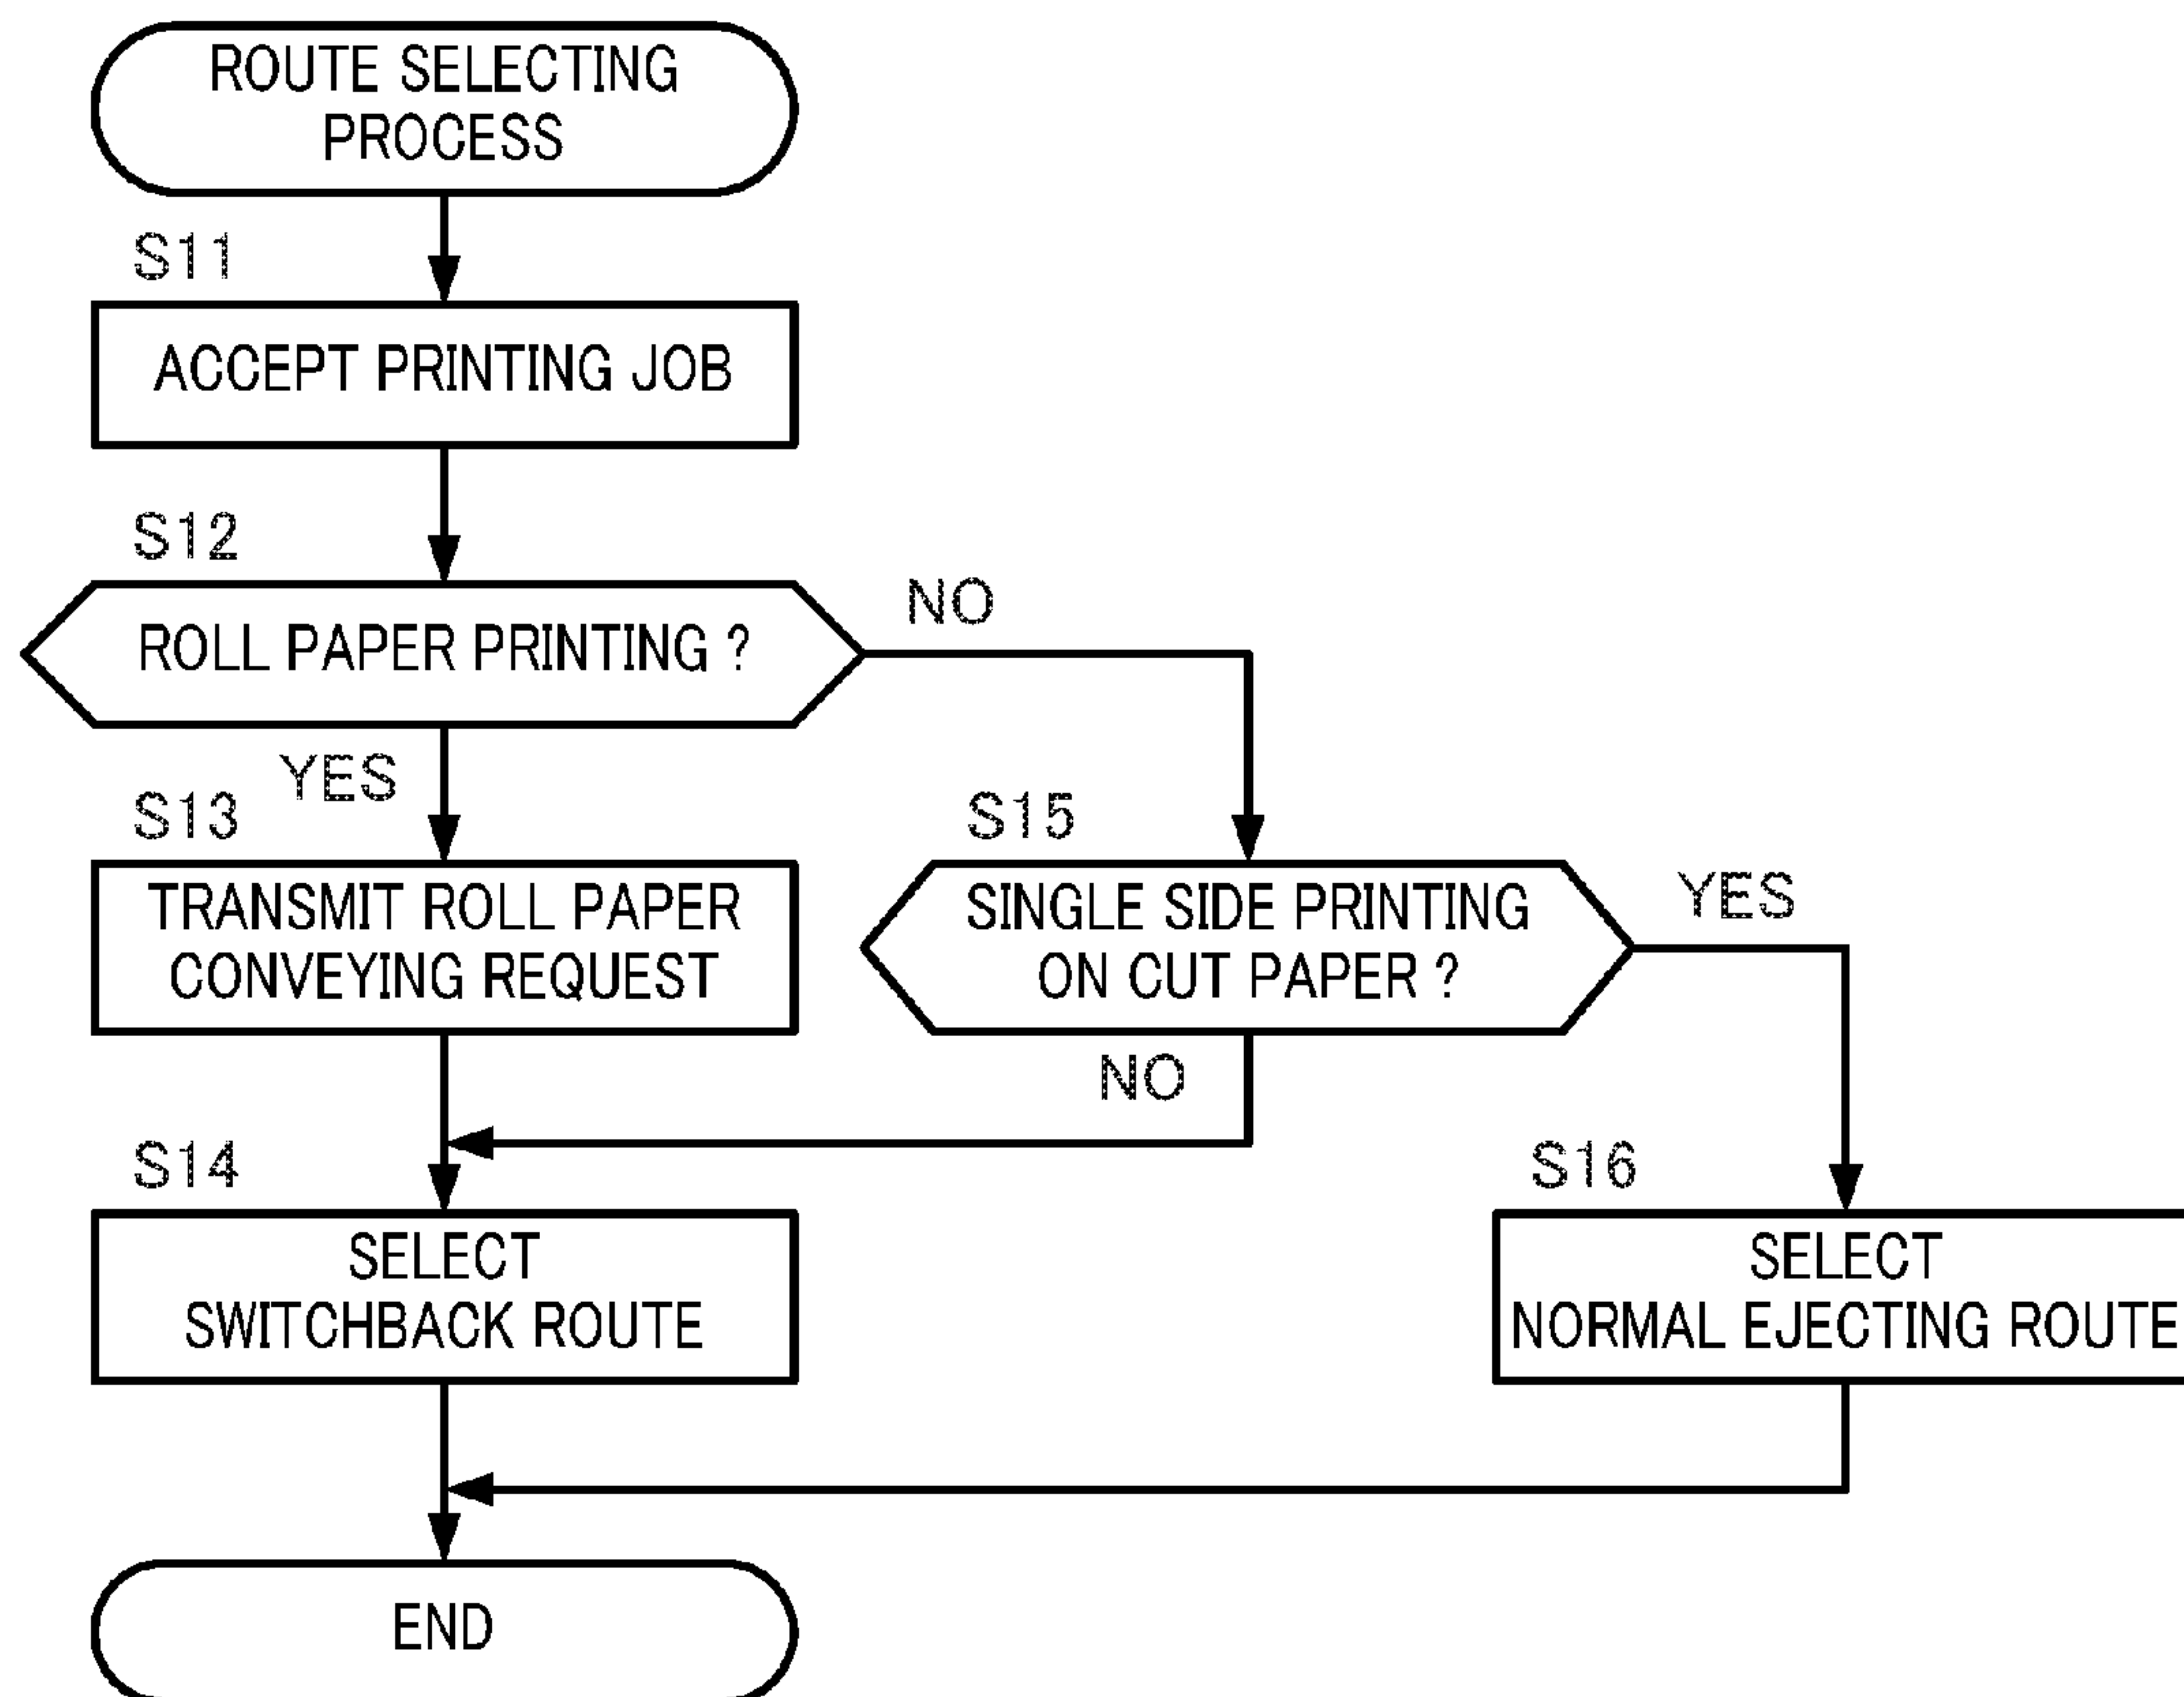 ROUTE SELECTING
PROCESS
S11
ACCEPT PRINTING JOB
S12
ROLL PAPER PRINTING ?
NO
YES
S13
TRANSMIT ROLL PAPER
CONVEYING REQUEST
S15
SINGLE SIDE PRINTING
ON CUT PAPER ?
YES
NO
S14
SELECT
SWITCHBACK ROUTE
S16
SELECT
NORMAL EJECTING ROUTE
END